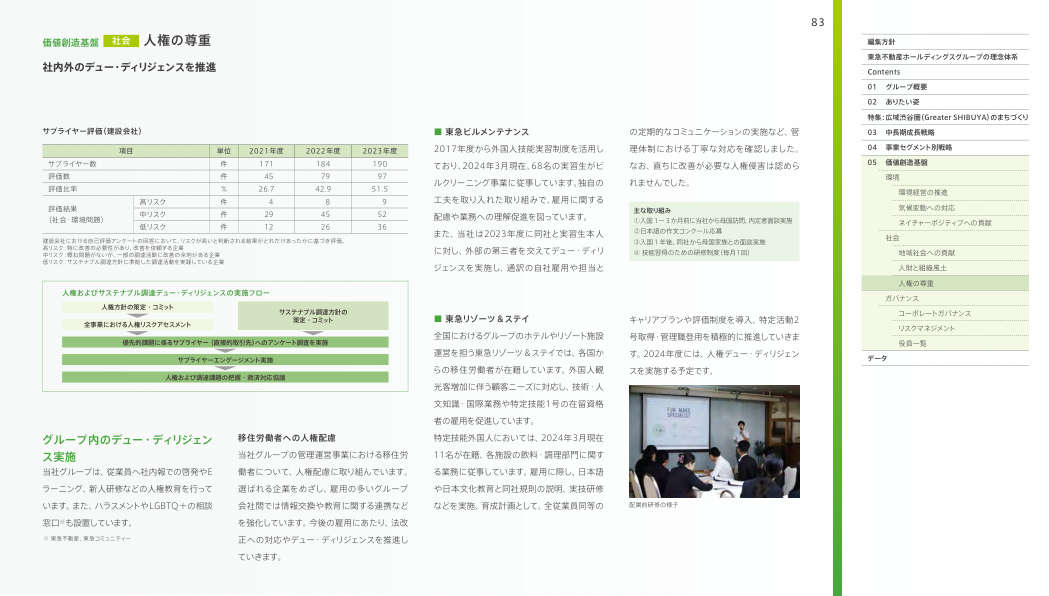 83
価値創造基盤 社会 人権の尊重
社内外のデュー・ディリジェンスを推進
サプライヤー評価（建設会社）
項目 単位 2021年度 2022年度 2023年度
サプライヤー数 件 171 184 190
評価数 件 45 79 97
評価比率 % 26.7 42.9 51.5
評価結果
（社会・環境問題）
高リスク 件 4 8 9
中リスク 件 29 45 52
低リスク 件 12 26 36
建設会社における自己評価アンケートの回答において、リスクが高いと判断される結果がどれだけあったかに基づき評価。
高リスク：特に改善の必要性があり、改善を依頼する企業
中リスク：概ね問題がないが、一部の調達活動に改善の余地がある企業
低リスク：サステナブル調達方針に準制した調達活動を実践している企業
人権およびサステナブル調達デュー・ディリジェンスの実施フロー
人権方針の策定・コミット
全事業における人権リスクアセスメント
サステナブル調達方針の
策定・コミット
優先的課題に係るサプライヤー（直接的取引先）へのアンケート調査を実施
サプライヤーエンゲージメント実施
人権および調達課題の把握・救済対応協議
グループ内のデュー・ディリジェン
ス実施
当社グループは、従業員へ社内報での啓発やE
ラーニング、新人研修などの人権教育を行って
います。また、ハラスメントやLGBTQ＋の相談
窓口※も設置しています。
※ 東急不動産、東急コミュニティー
移住労働者への人権配慮
当社グループの管理運営事業における移住労
働者について、人権配慮に取り組んでいます。
選ばれる企業をめざし、雇用の多いグループ
会社間では情報交換や教育に関する連携など
を強化しています。今後の雇用にあたり、法改
正への対応やデュー・ディリジェンスを推進し
ていきます。
■ 東急ビルメンテナンス
2017年度から外国人技能実習制度を活用し
ており、2024年3月現在、68名の実習生がビ
ルクリーニング事業に従事しています。独自の
工夫を取り入れた取り組みで、雇用に関する
配慮や業務への理解促進を図っています。
また、当社は2023年度に同社と実習生本人
に対し、外部の第三者を交えてデュー・ディリ
ジェンスを実施し、通訳の自社雇用や担当と
の定期的なコミュニケーションの実施など、管
理体制における丁寧な対応を確認しました。
なお、直ちに改善が必要な人権侵害は認めら
れませんでした。
主な取り組み
①入国1－3か月前に当社から母国訪問、内定者面談実施
②日本語の作文コンクール応募
③入国1年後、同社から母国家族との面談実施
④ 技能習得のための研修制度（毎月1回）
■ 東急リゾーツ＆ステイ
全国におけるグループのホテルやリゾート施設
運営を担う東急リゾーツ＆ステイでは、各国か
らの移住労働者が在籍しています。外国人観
光客増加に伴う顧客ニーズに対応し、技術・人
文知識・国際業務や特定技能1号の在留資格
者の雇用を促進しています。
特定技能外国人においては、2024年3月現在
11名が在籍、各施設の飲料・調理部門に関す
る業務に従事しています。雇用に際し、日本語
や日本文化教育と同社規則の説明、実技研修
などを実施、育成計画として、全従業員同等の
キャリアプランや評価制度を導入、特定活動2
号取得・管理職登用を積極的に推進していきま
す。2024年度には、人権デュー・ディリジェン
スを実施する予定です。
FUN MAKE
SPECIALIST
配属前研修の様子
編集方針
東急不動産ホールディングスグループの理念体系
Contents
01 グループ概要
02 ありたい姿
特集：広域渋谷圏（Greater SHIBUYA）のまちづくり
03 中長期成長戦略
04 事業セグメント別戦略
05 価値創造基盤
環境
環境経営の推進
気候変動への対応
ネイチャーポジティブへの貢献
社会
地域社会への貢献
人財と組織風土
人権の尊重
ガバナンス
コーポレートガバナンス
リスクマネジメント
役員一覧
データ